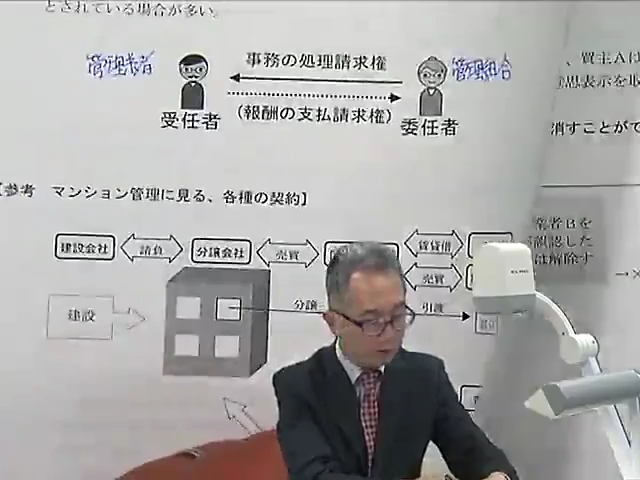 とされている場合が多い。
管理業者
事務の処理請求権
管理組合
(報酬の支払請求権)
受任者
委任者
、買主Aは
思表示を取
消すことがで
【参考　マンション管理に見る、各種の契約】
業者Bを
誤認した
は解除す
建設会社
請負
分譲会社
売買
賃貸借
売買
建設
分譲
引渡